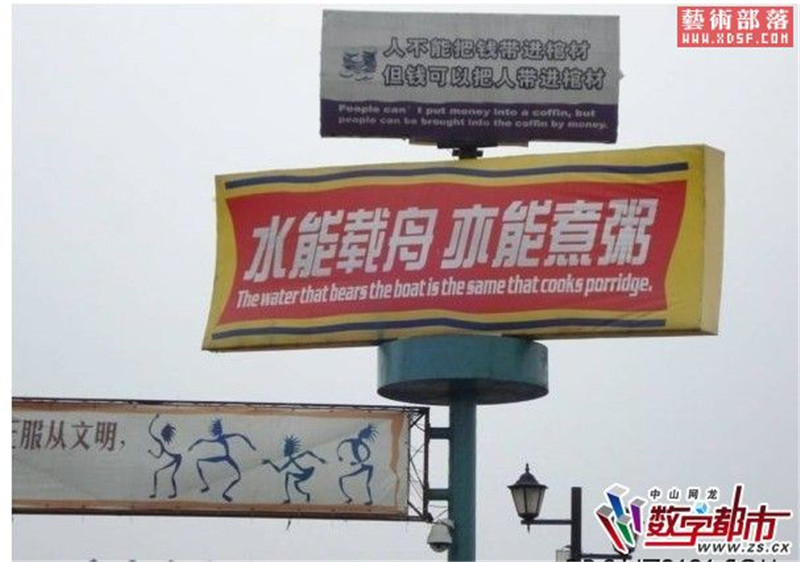 藝術部落
WWW.XDSF.COM
人不能把钱带进棺材
但钱可以把人带进棺材
People can't put money into a coffin, but
people can be brought into the coffin by money.
水能载舟 亦能煮粥
The water that bears the boat is the same that cooks porridge.
服从文明,
中山网龙
数字都市
www.zs.cx